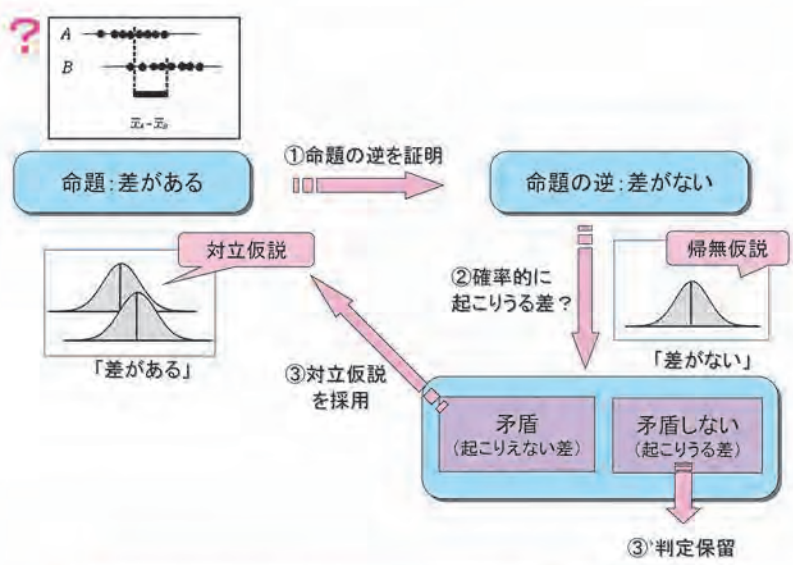 ?
A
B
x̄A-x̄B
①命題の逆を証明
命題:差がある
命題の逆:差がない
対立仮説
帰無仮説
②確率的に
起こりうる差?
「差がある」
「差がない」
③対立仮説
を採用
矛盾
(起こりえない差)
矛盾しない
(起こりうる差)
③'判定保留